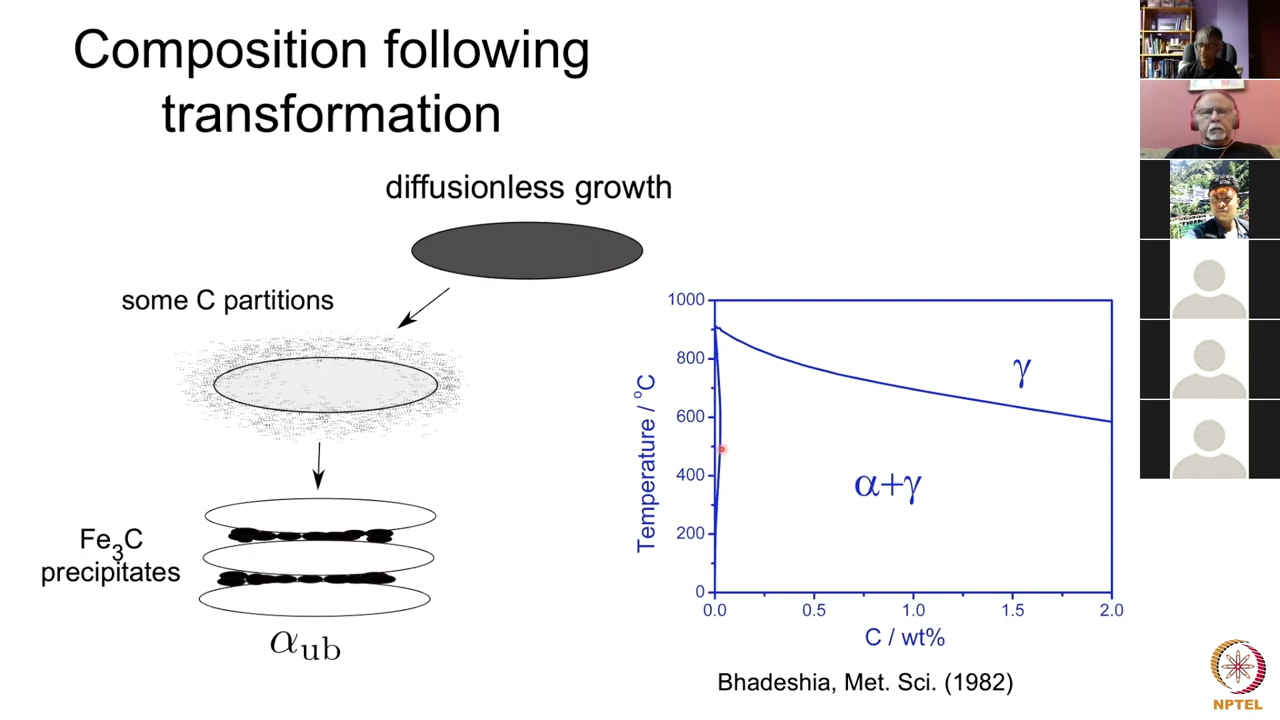 Composition following
transformation
diffusionless growth
some C partitions
Fe3C
precipitates
αub
1000
800
600
400
200
0
Temperature / °C
γ
α+γ
0.0 0.5 1.0 1.5 2.0
C / wt%
Bhadeshia, Met. Sci. (1982)
NPTEL